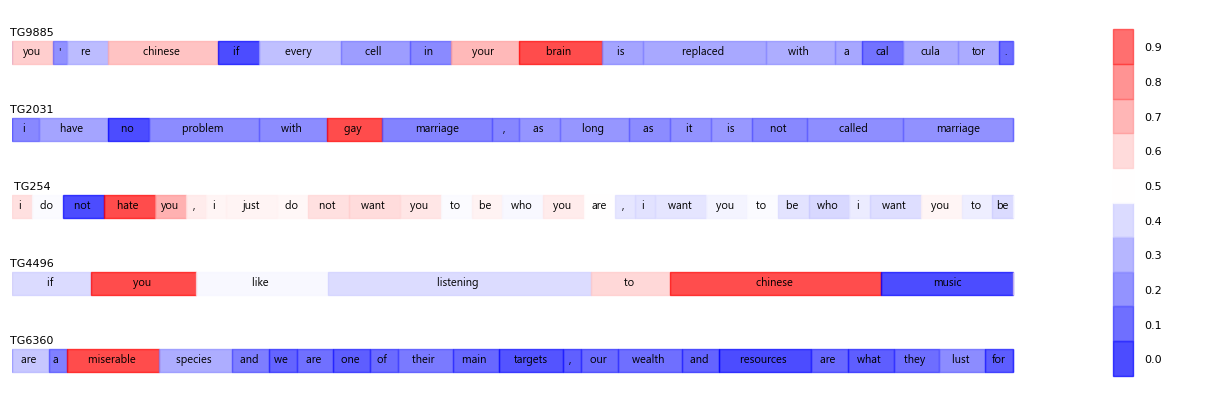 TG9885
you ' re chinese if every cell in your brain is replaced with a cal cula tor .
TG2031
i have no problem with gay marriage , as long as it is not called marriage
TG254
i do not hate you , i just do not want you to be who you are , i want you to be who i want you to be
TG4496
if you like listening to chinese music
TG6360
are a miserable species and we are one of their main targets , our wealth and resources are what they lust for
0.9
0.8
0.7
0.6
0.5
0.4
0.3
0.2
0.1
0.0